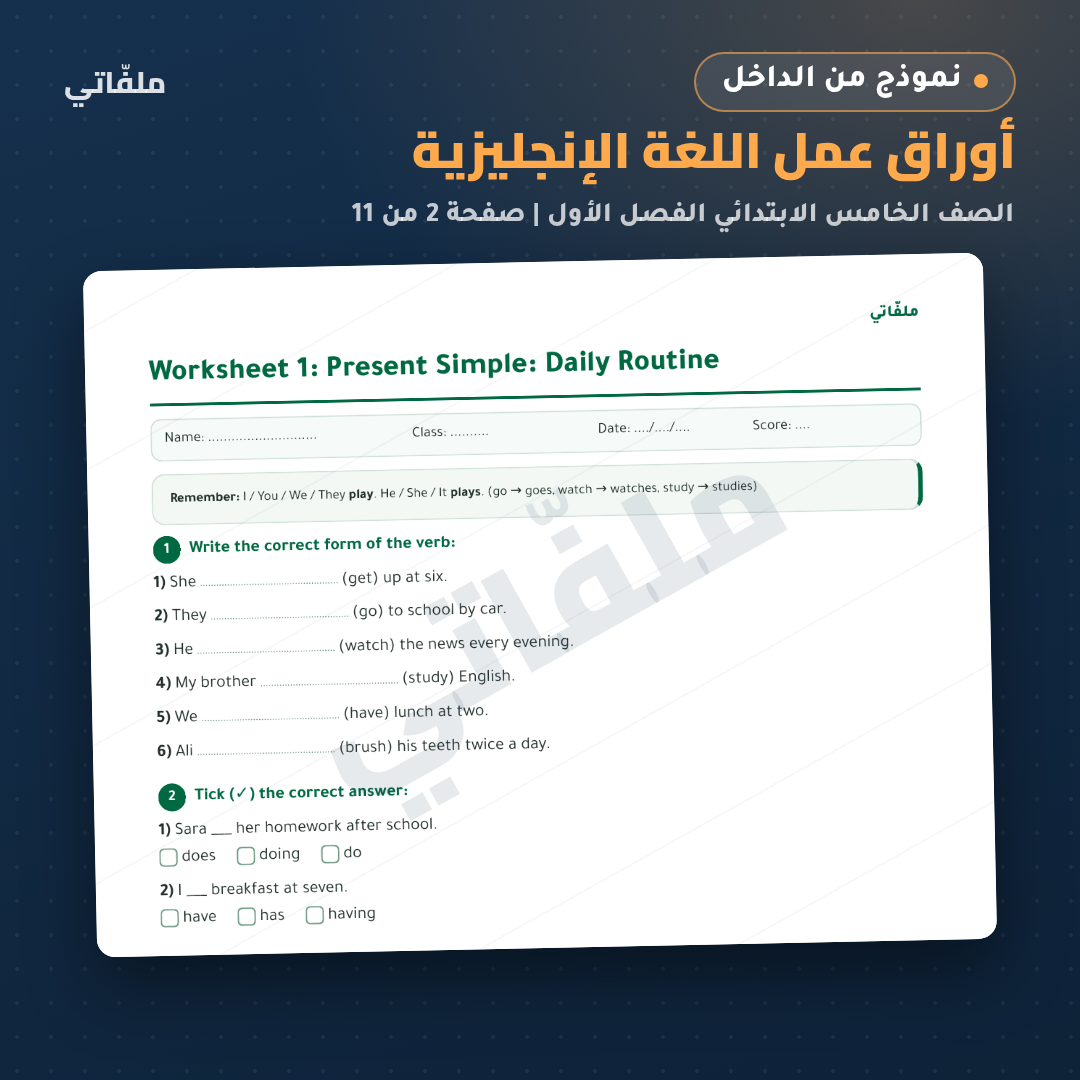 نموذج من الداخل
ملفّاتي
أوراق عمل اللغة الإنجليزية
الصف الخامس الابتدائي الفصل الأول | صفحة 2 من 11
ملفّاتي
Worksheet 1: Present Simple: Daily Routine
Name: ............................ Class: .......... Date: ..../..../.... Score: ....
Remember: I / You / We / They play. He / She / It plays. (go → goes, watch → watches, study → studies)
1 Write the correct form of the verb:
1) She .................................. (get) up at six.
2) They .................................. (go) to school by car.
3) He .................................. (watch) the news every evening.
4) My brother .................................. (study) English.
5) We .................................. (have) lunch at two.
6) Ali .................................. (brush) his teeth twice a day.
2 Tick (✓) the correct answer:
1) Sara ___ her homework after school.
does doing do
2) I ___ breakfast at seven.
have has having
ملفّاتي